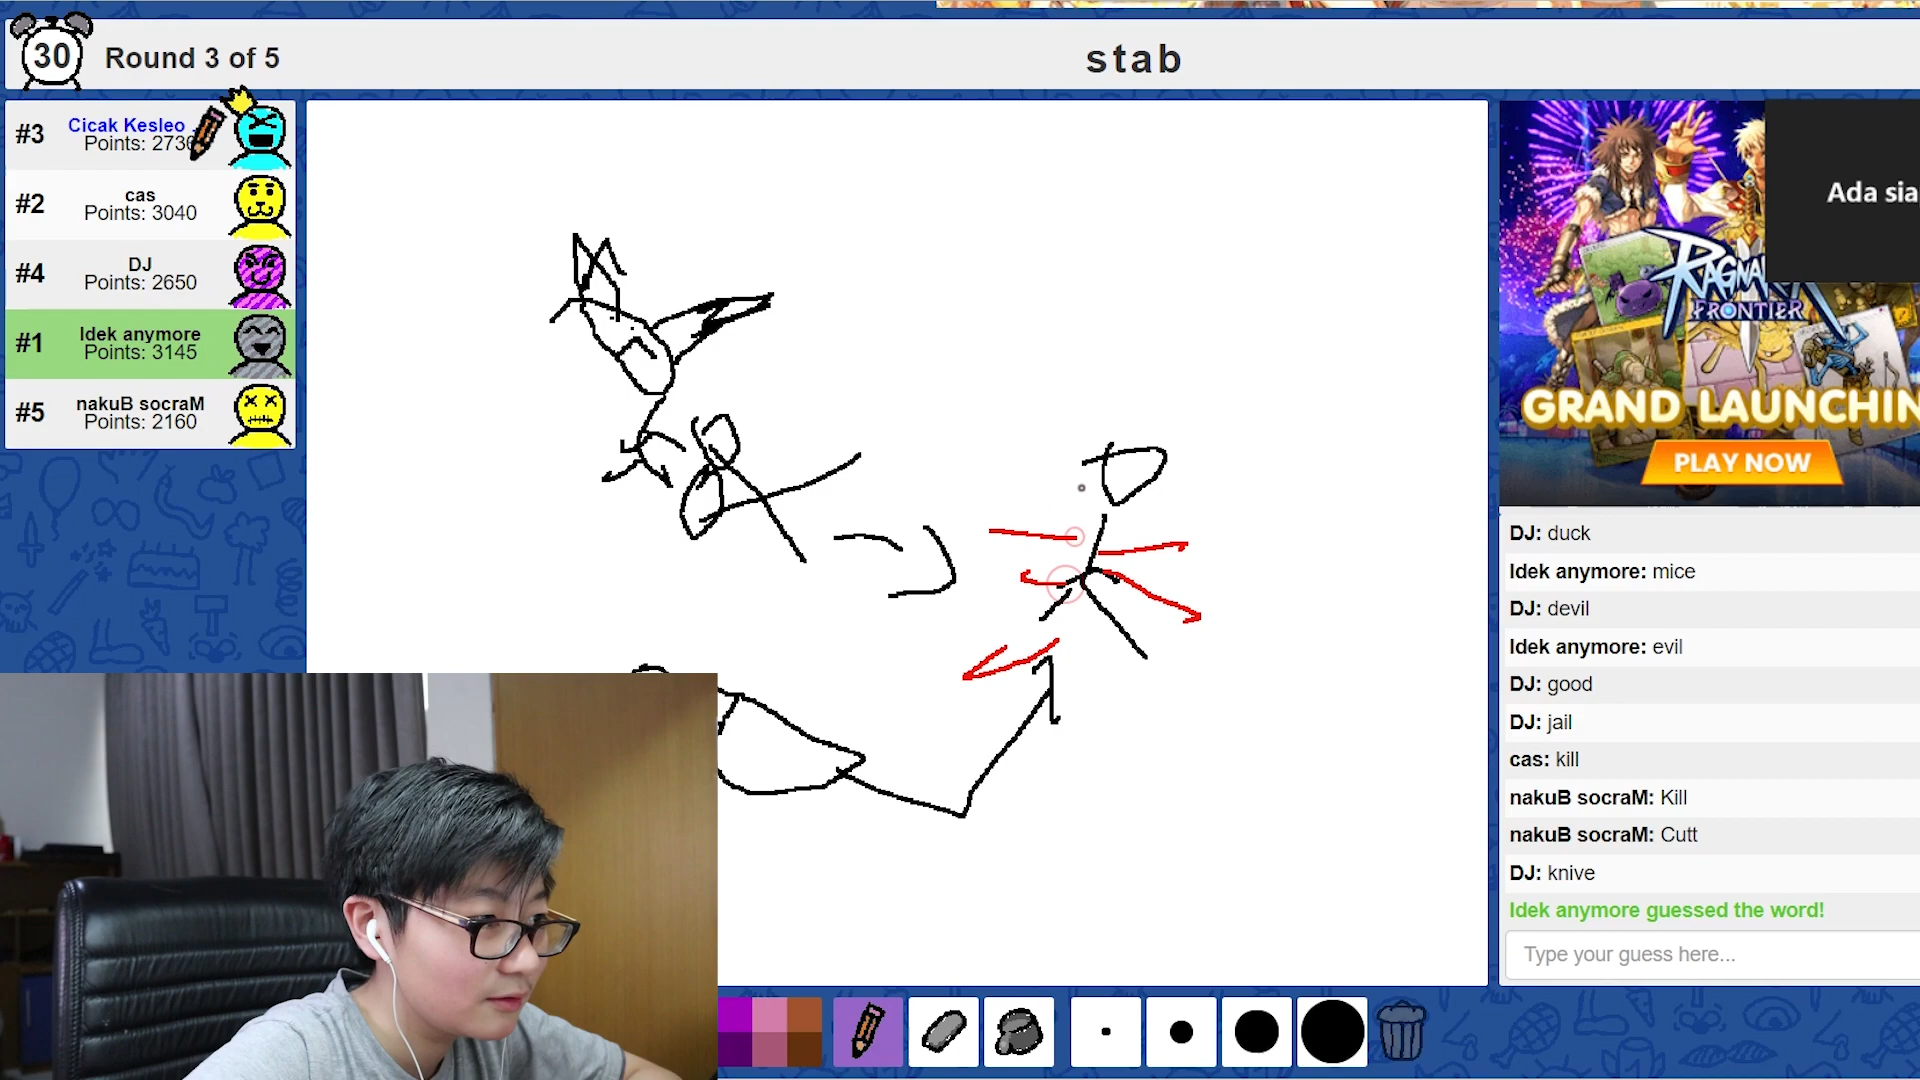 30
Round 3 of 5
stab
#3
Cicak Kesleo
Points: 2736
#2
cas
Points: 3040
#4
DJ
Points: 2650
#1
Idek anymore
Points: 3145
#5
nakuB socraM
Points: 2160
Ada sia
RAGNA
FRONTIER
GRAND LAUNCHIN
PLAY NOW
DJ: duck
Idek anymore: mice
DJ: devil
Idek anymore: evil
DJ: good
DJ: jail
cas: kill
nakuB socraM: Kill
nakuB socraM: Cutt
DJ: knive
Idek anymore guessed the word!
Type your guess here...